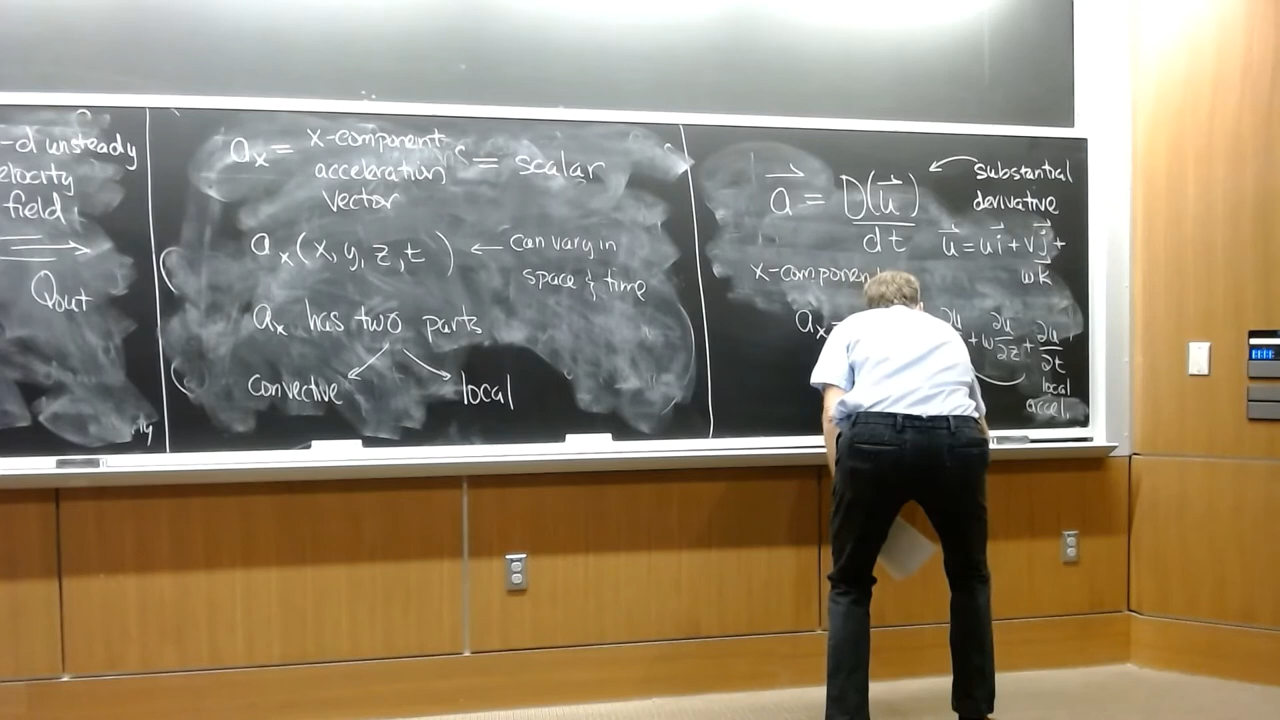 -d unsteady
elocity
field
Qout
rly
aₓ = x-component = scalar
acceleration
vector
aₓ(x,y,z,t) ← can vary in
space & time
aₓ has two parts
convective local
a⃗ = D(u⃗)/dt ← substantial
derivative
u⃗ = ui⃗ + vj⃗ +
wk⃗
x-componen
aₓ=
∂u
+w ∂u/∂z + ∂u/∂t
local
accel.